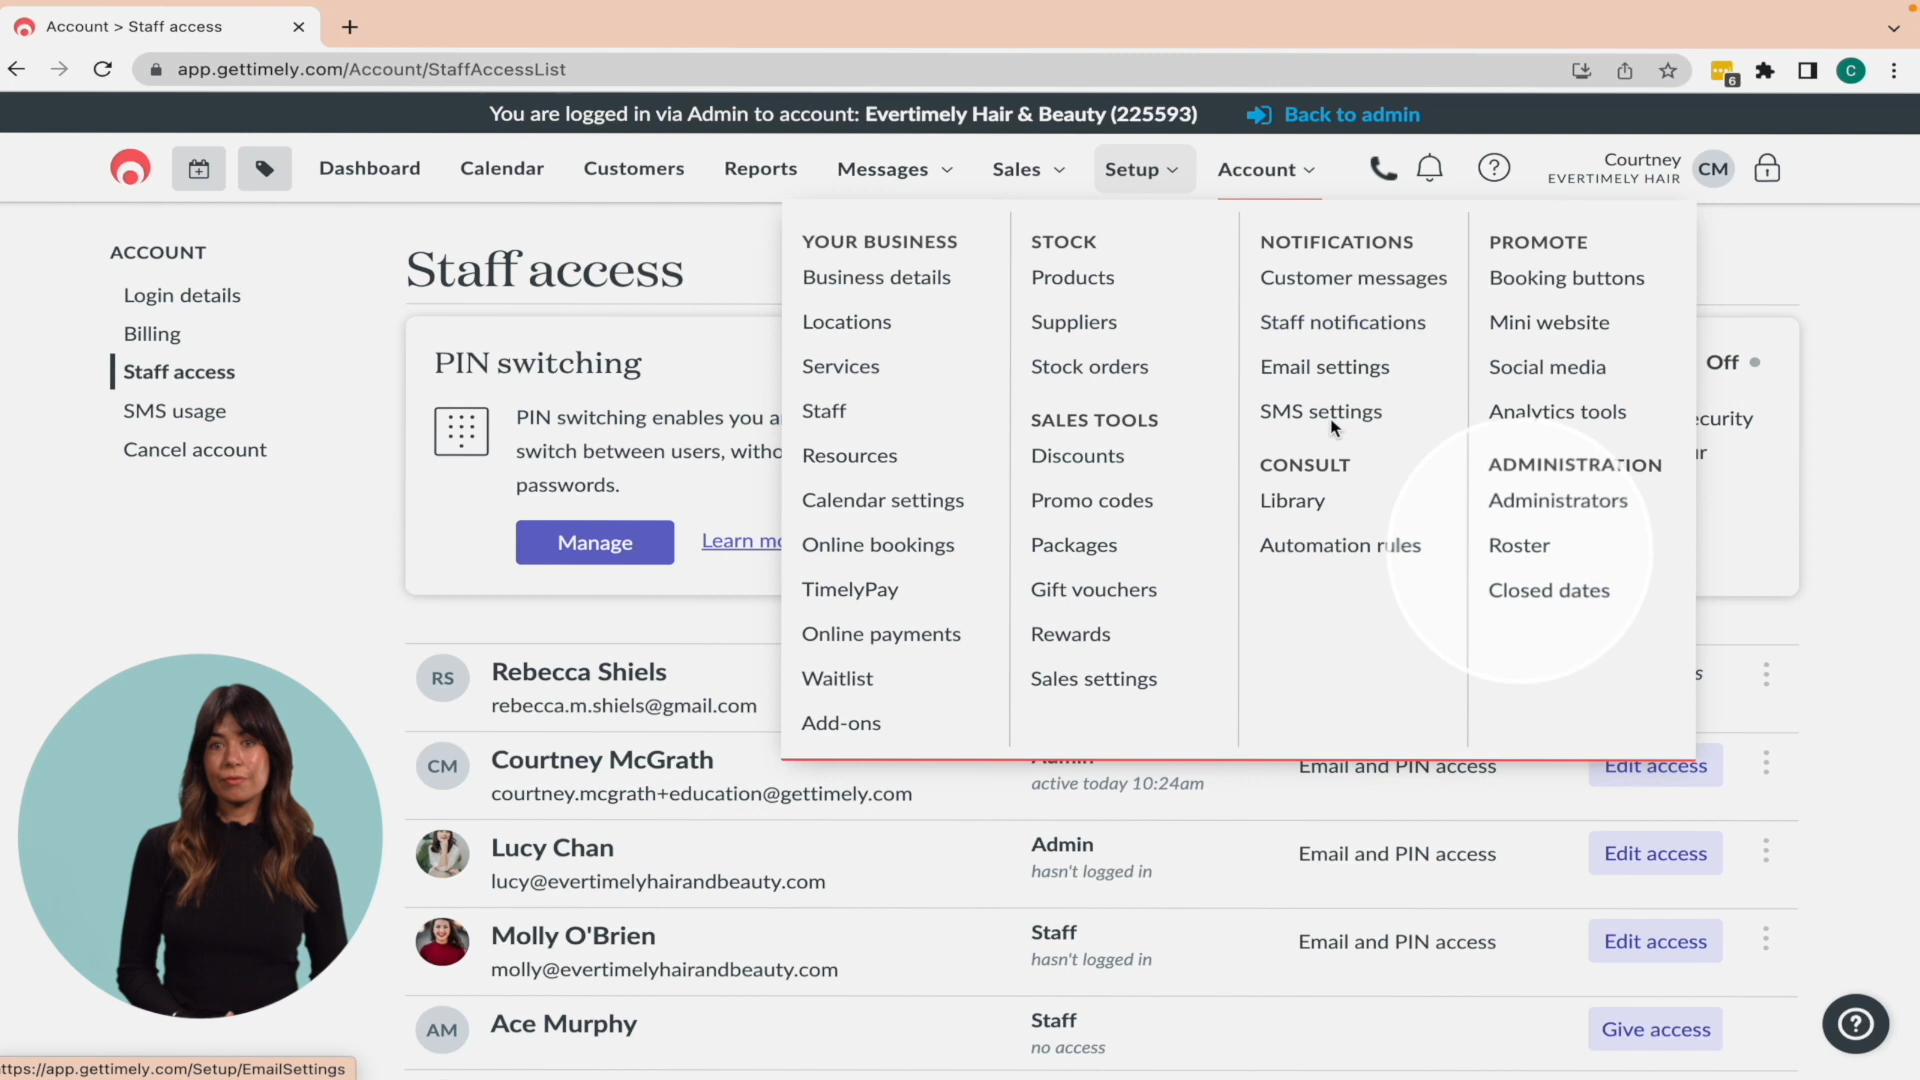 Account > Staff access
app.gettimely.com/Account/StaffAccessList
6
C
You are logged in via Admin to account: Evertimely Hair & Beauty (225593)
Back to admin
Dashboard
Calendar
Customers
Reports
Messages
Sales
Setup
Account
Courtney
EVERTIMELY HAIR
CM
ACCOUNT
Login details
Billing
Staff access
SMS usage
Cancel account
Staff access
PIN switching
PIN switching enables you
switch between users,
passwords.
Manage
Learn
Off
YOUR BUSINESS
Business details
Locations
Services
Staff
Resources
Calendar settings
Online bookings
TimelyPay
Online payments
Waitlist
Add-ons
STOCK
Products
Suppliers
Stock orders
SALES TOOLS
Discounts
Promo codes
Packages
Gift vouchers
Rewards
Sales settings
NOTIFICATIONS
Customer messages
Staff notifications
Email settings
SMS settings
CONSULT
Library
Automation rules
PROMOTE
Booking buttons
Mini website
Social media
Analytics tools
ADMINISTRATION
Administrators
Roster
Closed dates
RS
Rebecca Shiels
rebecca.m.shiels@gmail.com
CM
Courtney McGrath
courtney.mcgrath+education@gettimely.com
active today 10:24am
Email and PIN access
Edit access
Lucy Chan
lucy@evertimelyhairandbeauty.com
Admin
hasn't logged in
Email and PIN access
Edit access
Molly O'Brien
molly@evertimelyhairandbeauty.com
Staff
hasn't logged in
Email and PIN access
Edit access
AM
Ace Murphy
Staff
no access
Give access
ttps://app.gettimely.com/Setup/EmailSettings